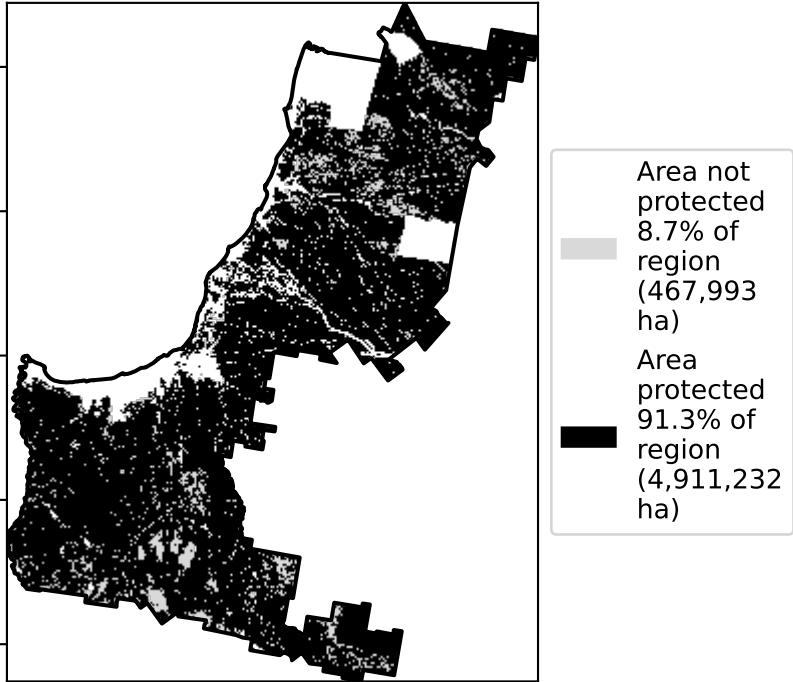 Area not
protected
8.7% of
region
(467,993
ha)
Area
protected
91.3% of
region
(4,911,232
ha)